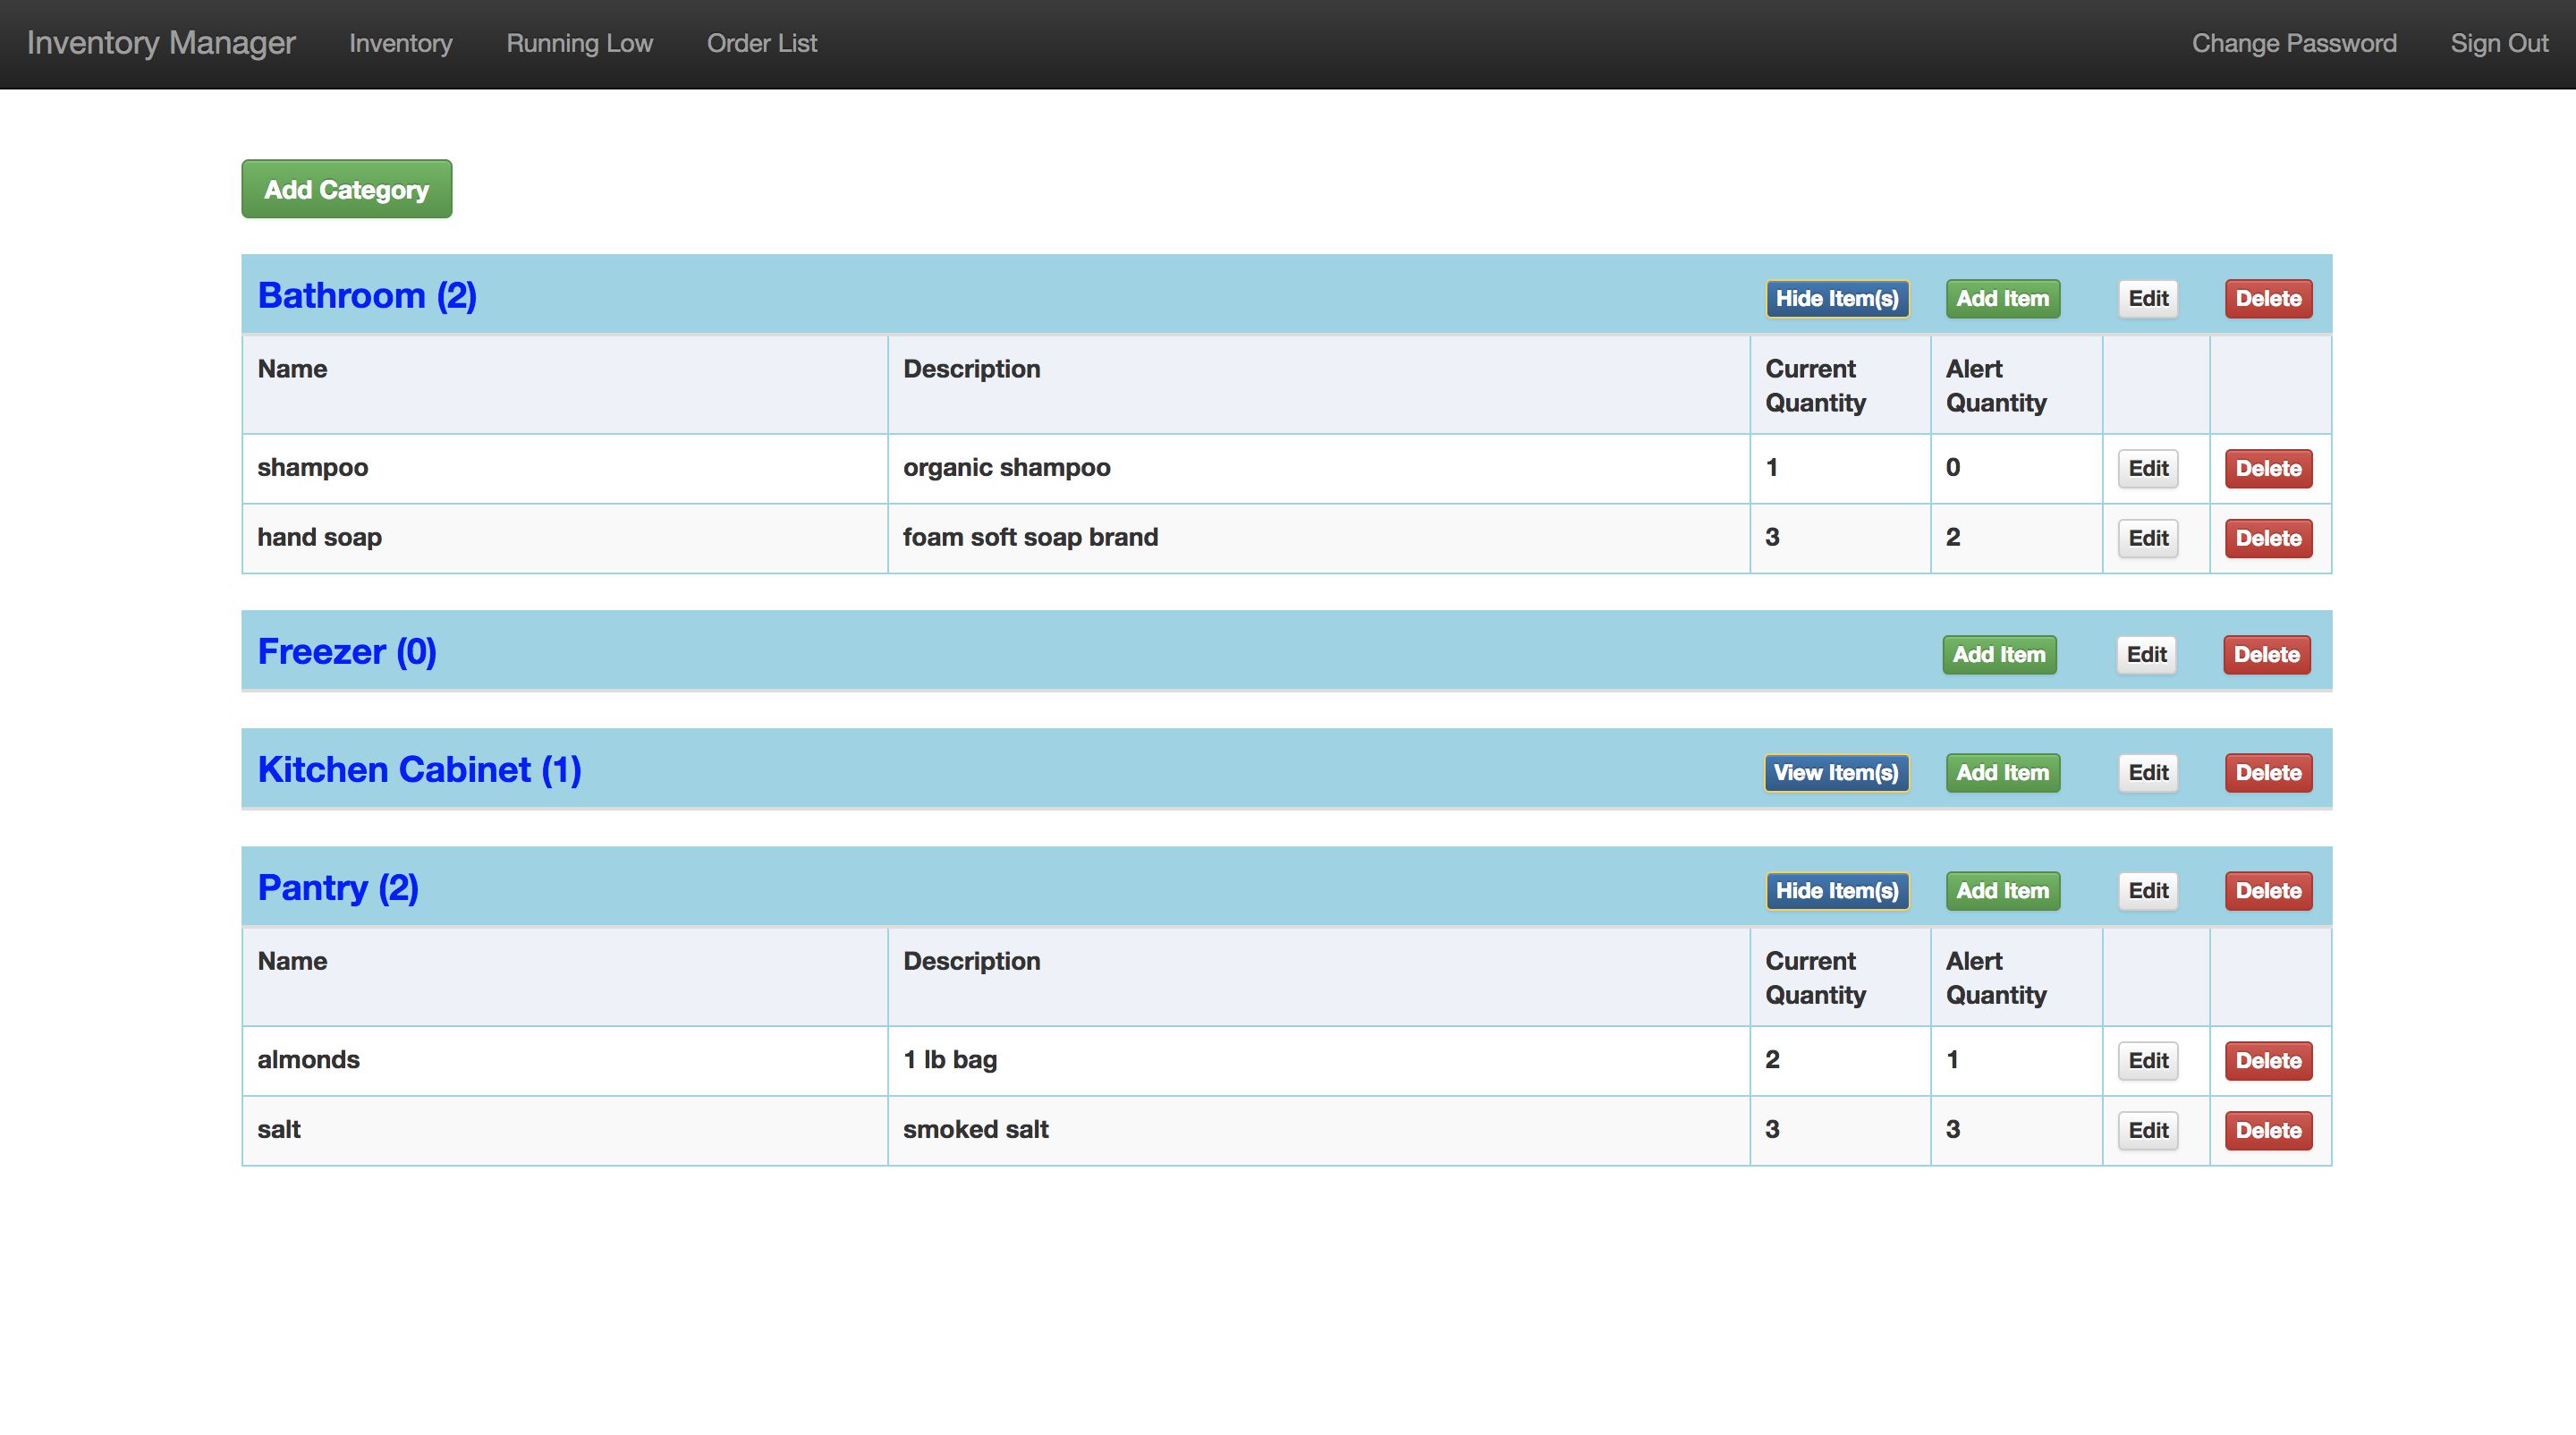 Inventory Manager Inventory Running Low Order List Change Password Sign Out
Add Category
Bathroom (2) Hide Item(s) Add Item Edit Delete
Name Description Current Quantity Alert Quantity
shampoo organic shampoo 1 0 Edit Delete
hand soap foam soft soap brand 3 2 Edit Delete
Freezer (0) Add Item Edit Delete
Kitchen Cabinet (1) View Item(s) Add Item Edit Delete
Pantry (2) Hide Item(s) Add Item Edit Delete
Name Description Current Quantity Alert Quantity
almonds 1 lb bag 2 1 Edit Delete
salt smoked salt 3 3 Edit Delete